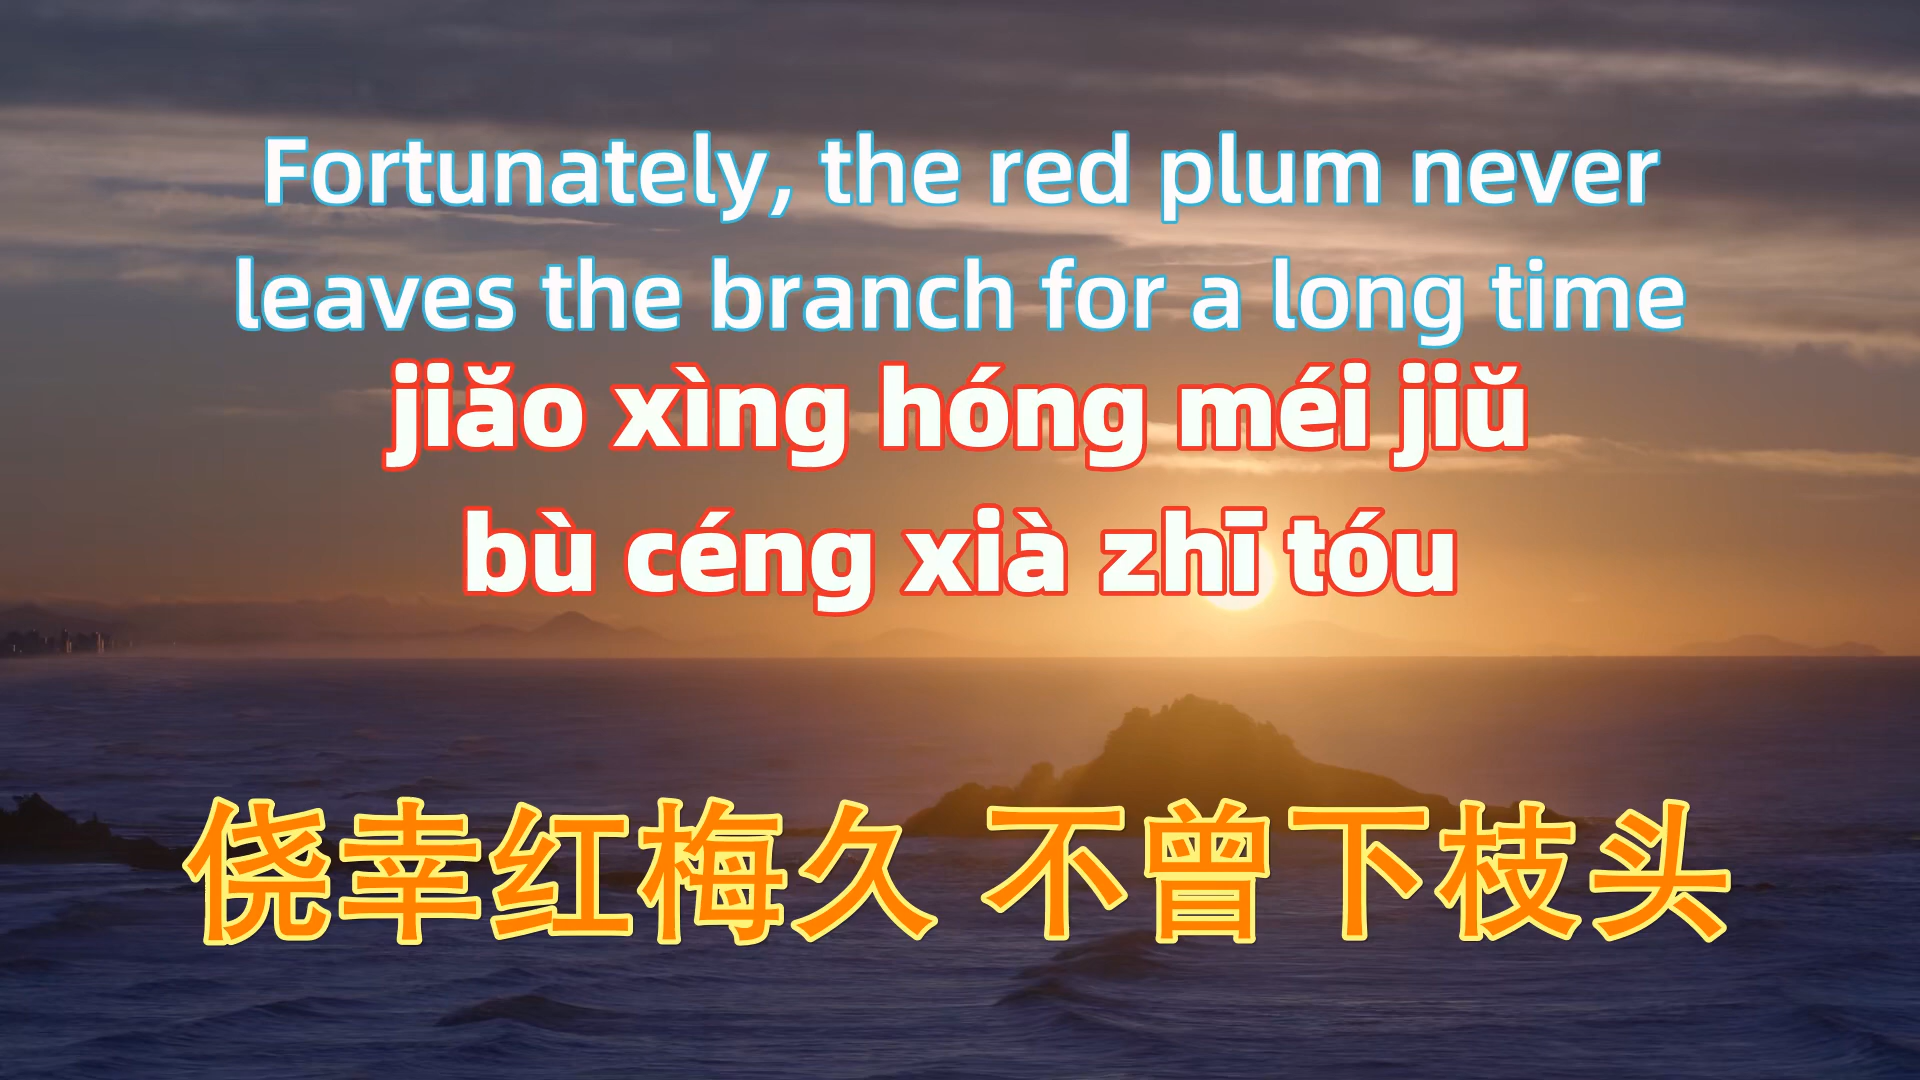 Fortunately, the red plum never
leaves the branch for a long time
jiǎo xìng hóng méi jiǔ
bù céng xià zhī tóu
侥幸红梅久 不曾下枝头